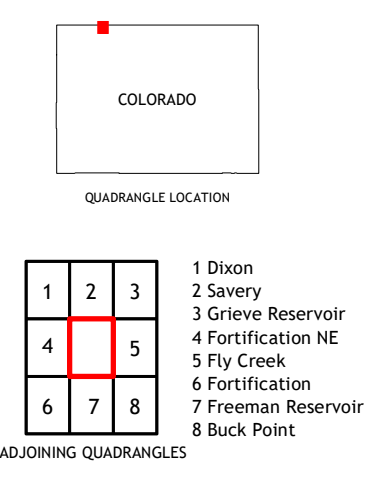 COLORADO
QUADRANGLE LOCATION
1 2 3
4 5
6 7 8
1 Dixon
2 Savery
3 Grieve Reservoir
4 Fortification NE
5 Fly Creek
6 Fortification
7 Freeman Reservoir
8 Buck Point
ADJOINING QUADRANGLES